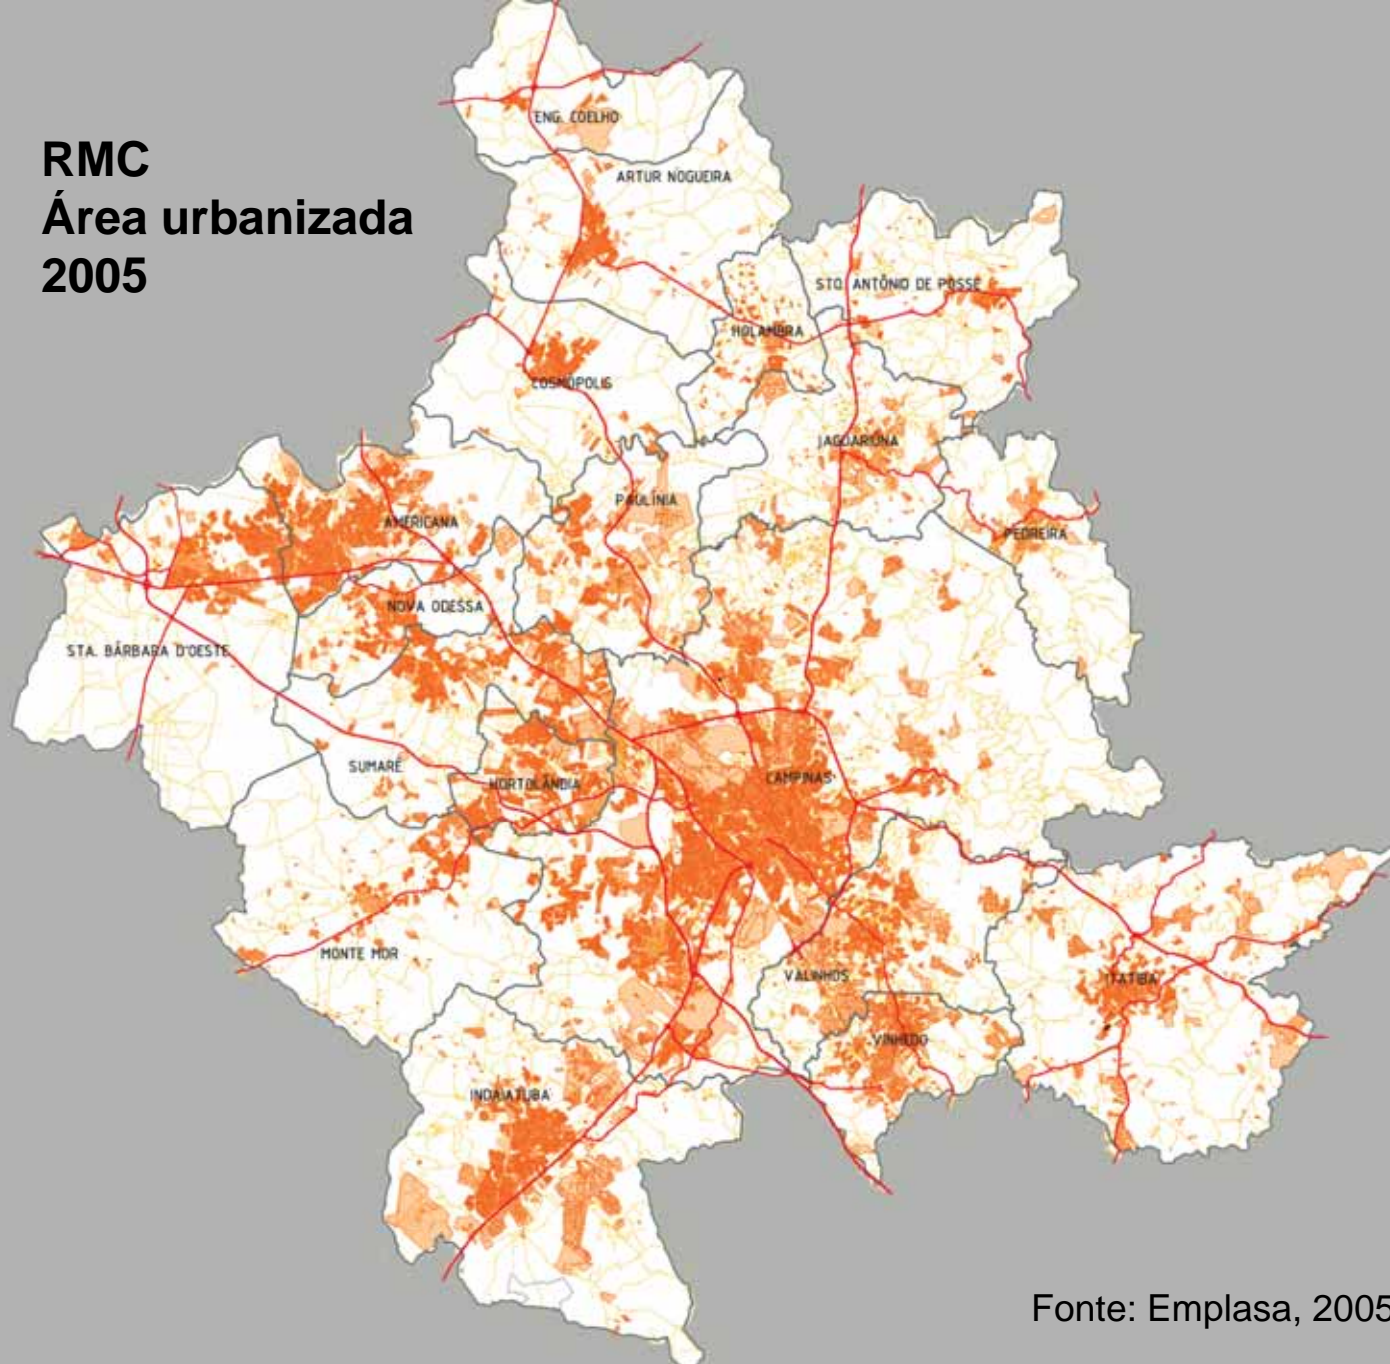 RMC
Área urbanizada
2005
ENG. COELHO
ARTUR NOGUEIRA
STO. ANTÔNIO DE POSSE
HOLAMBRA
COSMÓPOLIS
JAGUARIÚNA
PAULÍNIA
AMERICANA
PEDREIRA
NOVA ODESSA
STA. BÁRBARA D'OESTE
SUMARÉ
HORTOLÂNDIA
CAMPINAS
MONTE MOR
VALINHOS
ITATIBA
VINHEDO
INDAIATUBA
Fonte: Emplasa, 2005